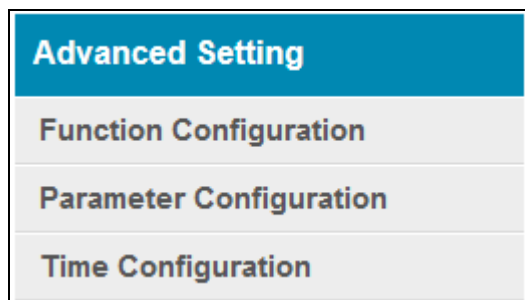 Advanced Setting
Function Configuration
Parameter Configuration
Time Configuration